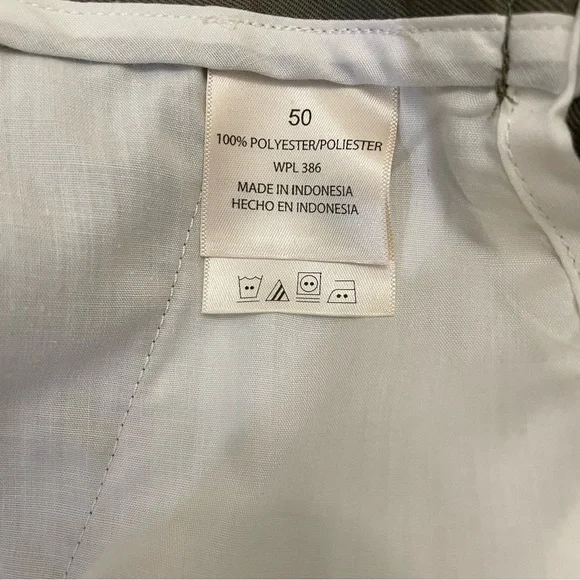 50
100% POLYESTER/POLIESTER
WPL 386
MADE IN INDONESIA
HECHO EN INDONESIA